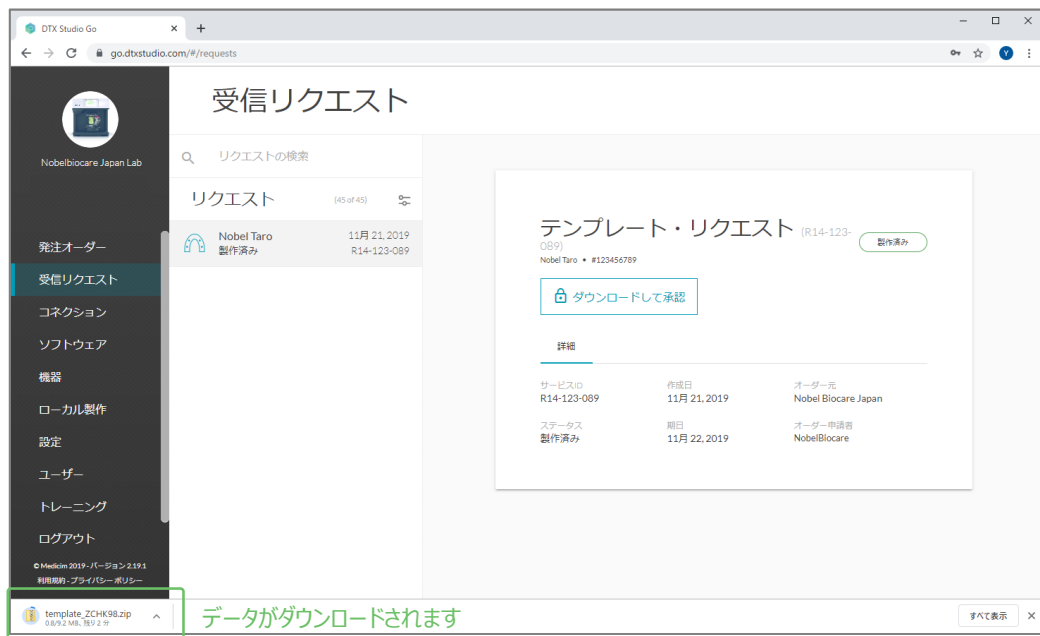 DTX Studio Go
go.dtxstudio.com/#/requests
Y
Nobelbiocare Japan Lab
発注オーダー
受信リクエスト
コネクション
ソフトウェア
機器
ローカル製作
設定
ユーザー
トレーニング
ログアウト
© Medicim 2019 - バージョン 2.19.1
利用規約 - プライバシー ポリシー
受信リクエスト
リクエストの検索
リクエスト (45 of 45)
Nobel Taro 11月 21, 2019
製作済み R14-123-089
テンプレート・リクエスト (R14-123-
089)
製作済み
Nobel Taro • #123456789
ダウンロードして承認
詳細
サービスID 作成日 オーダー元
R14-123-089 11月 21, 2019 Nobel Biocare Japan
ステータス 期日 オーダー申請者
製作済み 11月 22, 2019 NobelBiocare
template_ZCHK98.zip
0.8/9.2 MB、残り 2 分
データがダウンロードされます
すべて表示